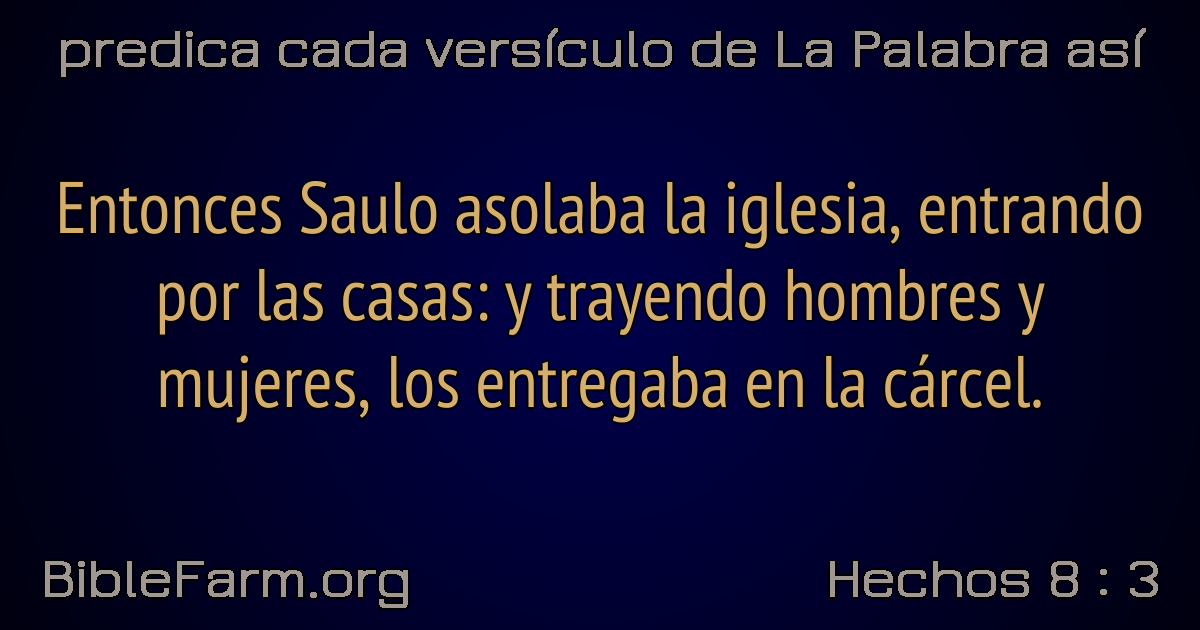 predica cada versículo de La Palabra así
Entonces Saulo asolaba la iglesia, entrando
por las casas: y trayendo hombres y
mujeres, los entregaba en la cárcel.
BibleFarm.org
Hechos 8 : 3